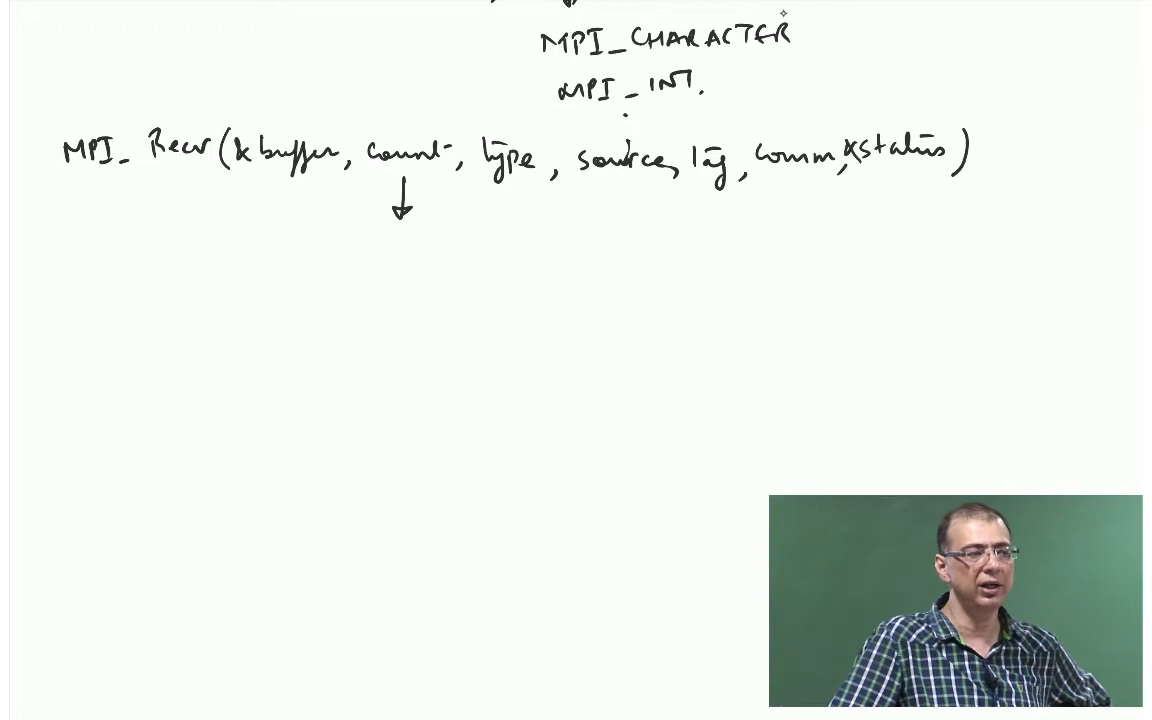 MPI_CHARACTER
MPI_INT.
MPI_Recv(&buffer, count, type, source, tag, comm, &status)